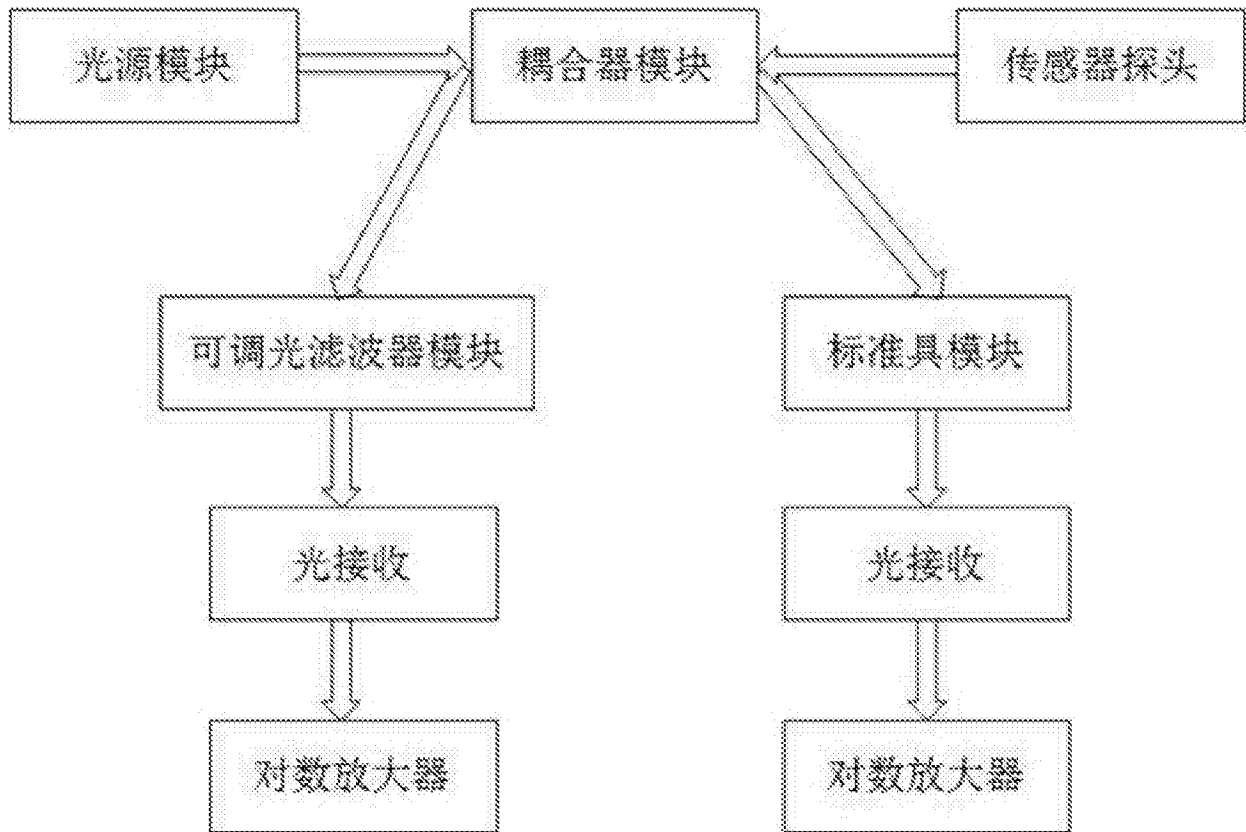 光源模块
耦合器模块
传感器探头
可调光滤波器模块
标准具模块
光接收
光接收
对数放大器
对数放大器